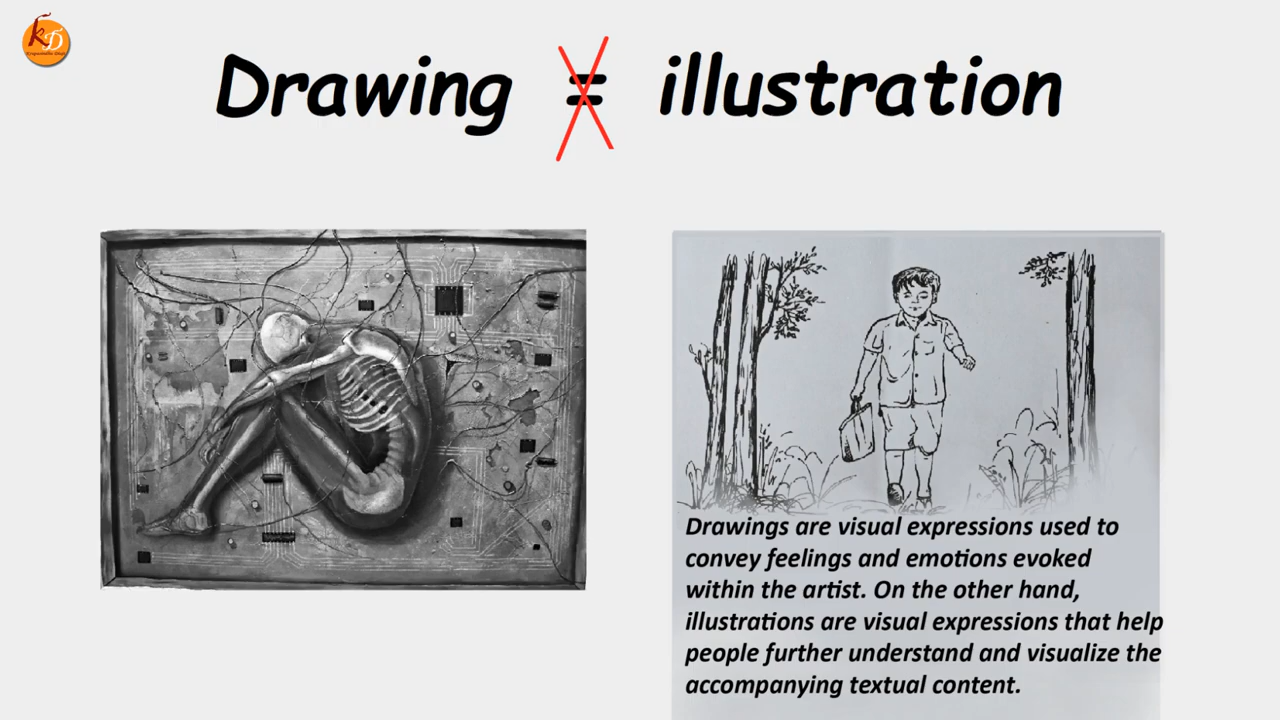 KD
Drawing = illustration
Drawings are visual expressions used to
convey feelings and emotions evoked
within the artist. On the other hand,
illustrations are visual expressions that help
people further understand and visualize the
accompanying textual content.